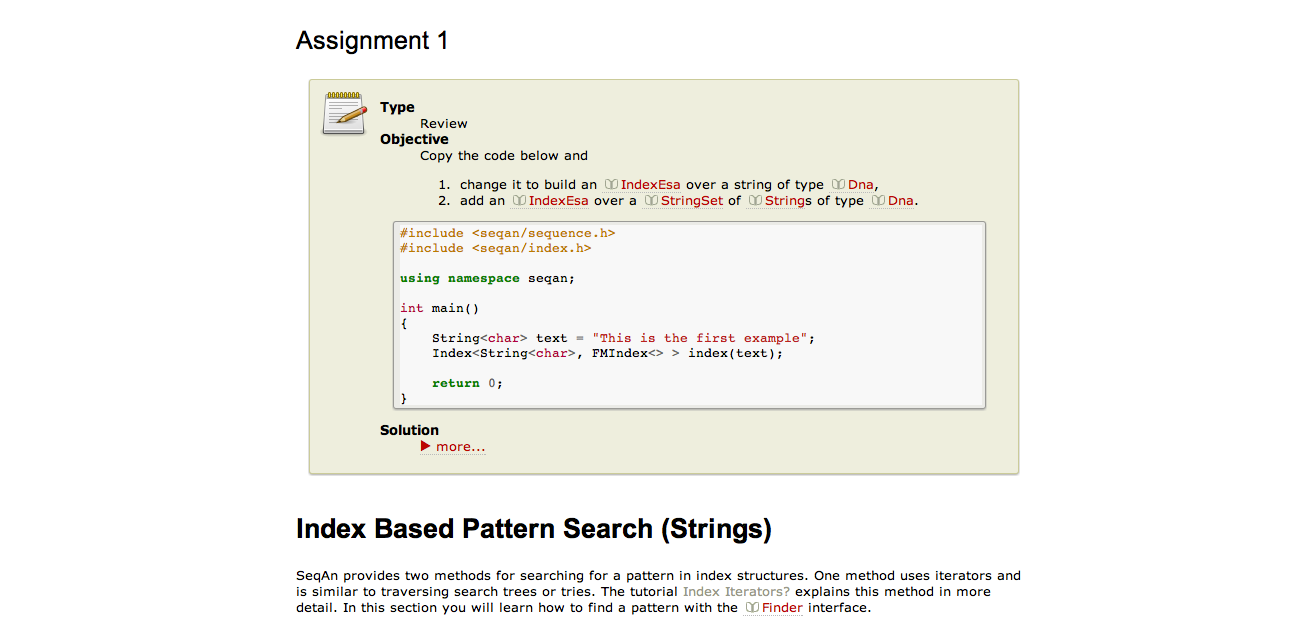 Assignment 1
Type
Review
Objective
Copy the code below and
1. change it to build an IndexEsa over a string of type Dna,
2. add an IndexEsa over a StringSet of Strings of type Dna.
#include <seqan/sequence.h>
#include <seqan/index.h>
using namespace seqan;
int main()
{
    String<char> text = "This is the first example";
    Index<String<char>, FMIndex<> > index(text);
    return 0;
}
Solution
more...
Index Based Pattern Search (Strings)
SeqAn provides two methods for searching for a pattern in index structures. One method uses iterators and
is similar to traversing search trees or tries. The tutorial Index Iterators? explains this method in more
detail. In this section you will learn how to find a pattern with the Finder interface.